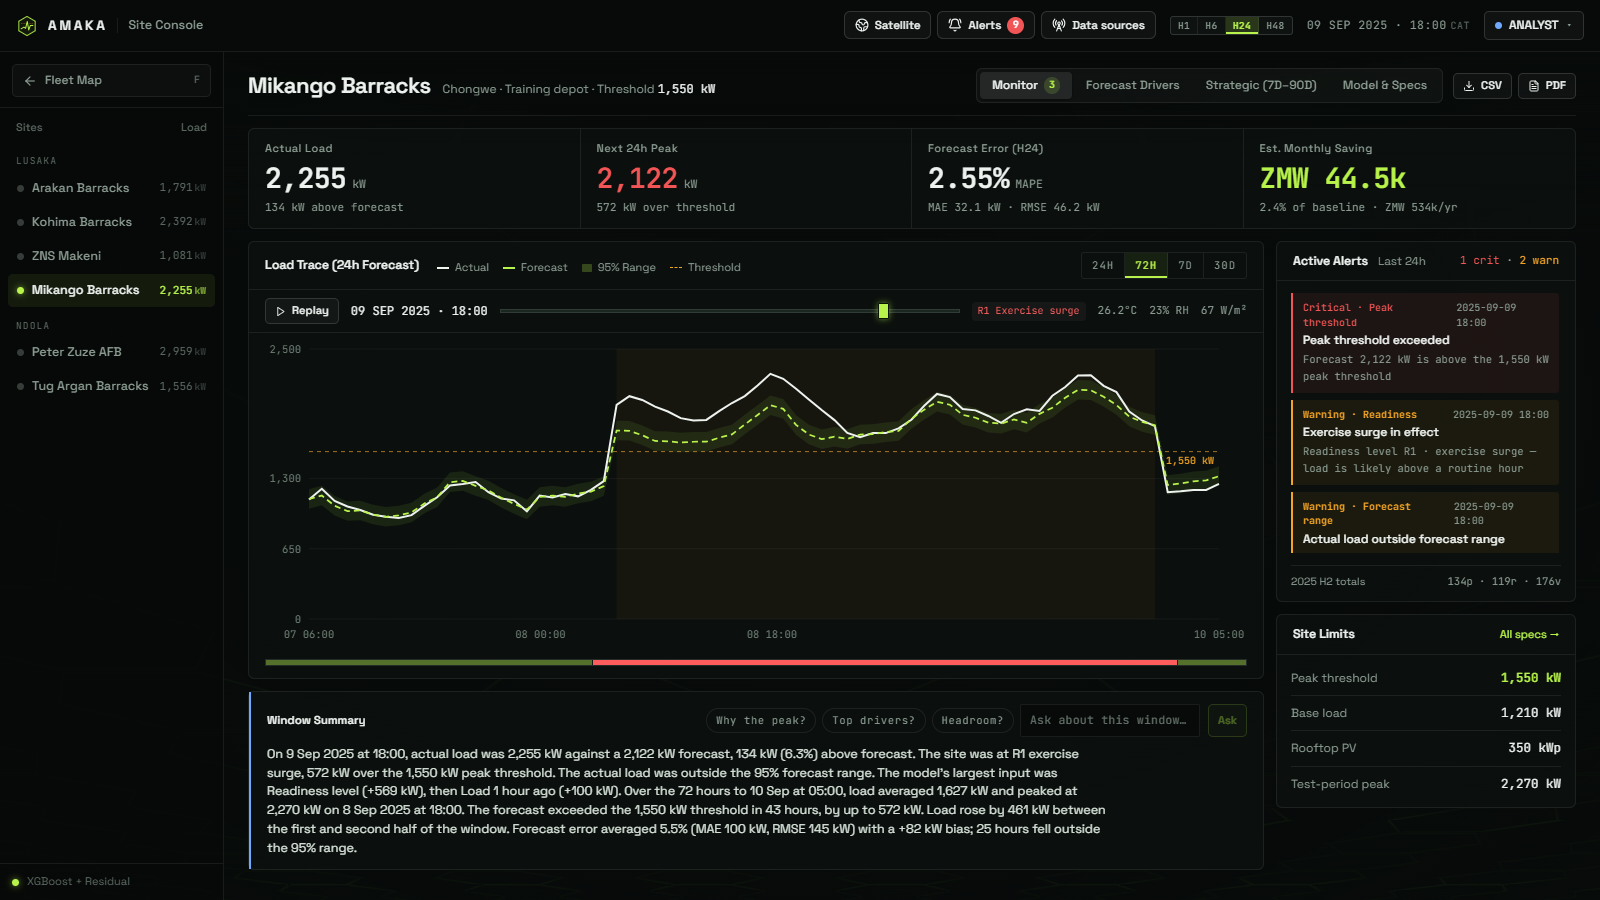 AMAKA
Site Console
Satellite
Alerts 9
Data sources
H1 H6 H24 H48
09 SEP 2025 · 18:00 CAT
ANALYST
Fleet Map F
Sites Load
LUSAKA
Arakan Barracks 1,791 kW
Kohima Barracks 2,392 kW
ZNS Makeni 1,081 kW
Mikango Barracks 2,255 kW
NDOLA
Peter Zuze AFB 2,959 kW
Tug Argan Barracks 1,556 kW
XGBoost + Residual
Mikango Barracks Chongwe · Training depot · Threshold 1,550 kW
Monitor 3 Forecast Drivers Strategic (7D–90D) Model & Specs
CSV PDF
Actual Load
2,255 kW
134 kW above forecast
Next 24h Peak
2,122 kW
572 kW over threshold
Forecast Error (H24)
2.55% MAPE
MAE 32.1 kW · RMSE 46.2 kW
Est. Monthly Saving
ZMW 44.5k
2.4% of baseline · ZMW 534k/yr
Load Trace (24h Forecast) Actual Forecast 95% Range Threshold
24H 72H 7D 30D
Replay 09 SEP 2025 · 18:00 R1 Exercise surge 26.2°C 23% RH 67 W/m²
2,500
1,300
650
0
1,550 kW
07 06:00 08 00:00 08 18:00 10 05:00
Window Summary Why the peak? Top drivers? Headroom? Ask about this window… Ask
On 9 Sep 2025 at 18:00, actual load was 2,255 kW against a 2,122 kW forecast, 134 kW (6.3%) above forecast. The site was at R1 exercise
surge, 572 kW over the 1,550 kW peak threshold. The actual load was outside the 95% forecast range. The model's largest input was
Readiness level (+569 kW), then Load 1 hour ago (+100 kW). Over the 72 hours to 10 Sep at 05:00, load averaged 1,627 kW and peaked at
2,270 kW on 8 Sep 2025 at 18:00. The forecast exceeded the 1,550 kW threshold in 43 hours, by up to 572 kW. Load rose by 461 kW between
the first and second half of the window. Forecast error averaged 5.5% (MAE 100 kW, RMSE 145 kW) with a +82 kW bias; 25 hours fell outside
the 95% range.
Active Alerts Last 24h 1 crit · 2 warn
Critical · Peak 2025-09-09
threshold 18:00
Peak threshold exceeded
Forecast 2,122 kW is above the 1,550 kW
peak threshold
Warning · Readiness 2025-09-09 18:00
Exercise surge in effect
Readiness level R1 · exercise surge —
load is likely above a routine hour
Warning · Forecast 2025-09-09
range 18:00
Actual load outside forecast range
2025 H2 totals 134p · 119r · 176v
Site Limits All specs →
Peak threshold 1,550 kW
Base load 1,210 kW
Rooftop PV 350 kWp
Test-period peak 2,270 kW